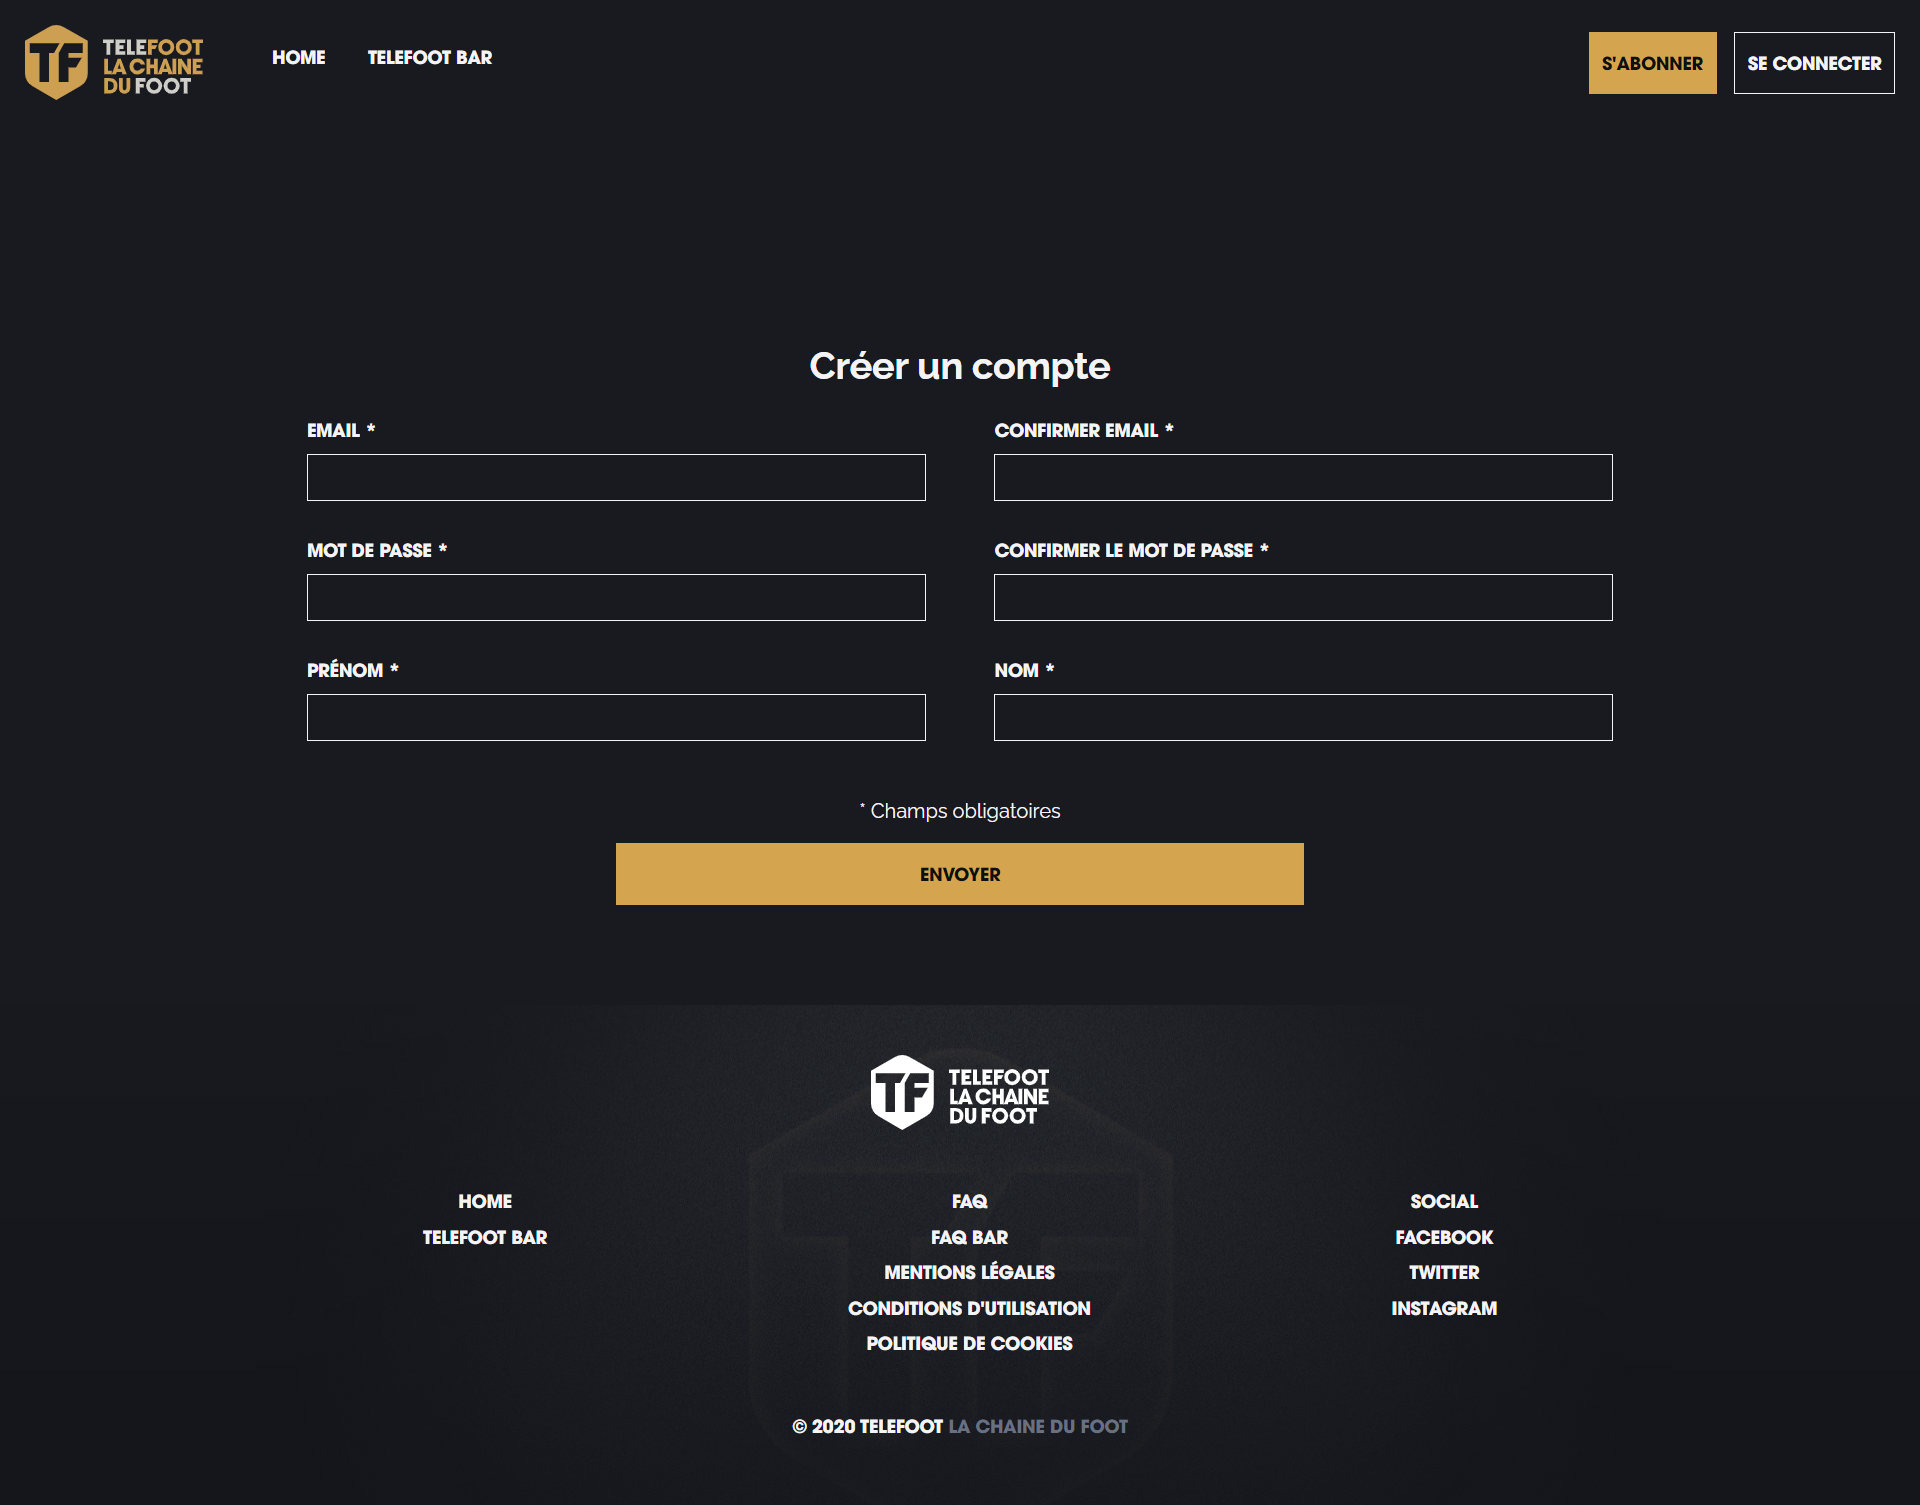 TF TELEFOOT
LA CHAINE
DU FOOT
HOME
TELEFOOT BAR
S'ABONNER
SE CONNECTER
Créer un compte
EMAIL *
CONFIRMER EMAIL *
MOT DE PASSE *
CONFIRMER LE MOT DE PASSE *
PRÉNOM *
NOM *
* Champs obligatoires
ENVOYER
TF TELEFOOT
LA CHAINE
DU FOOT
HOME
TELEFOOT BAR
FAQ
FAQ BAR
MENTIONS LÉGALES
CONDITIONS D'UTILISATION
POLITIQUE DE COOKIES
SOCIAL
FACEBOOK
TWITTER
INSTAGRAM
© 2020 TELEFOOT LA CHAINE DU FOOT